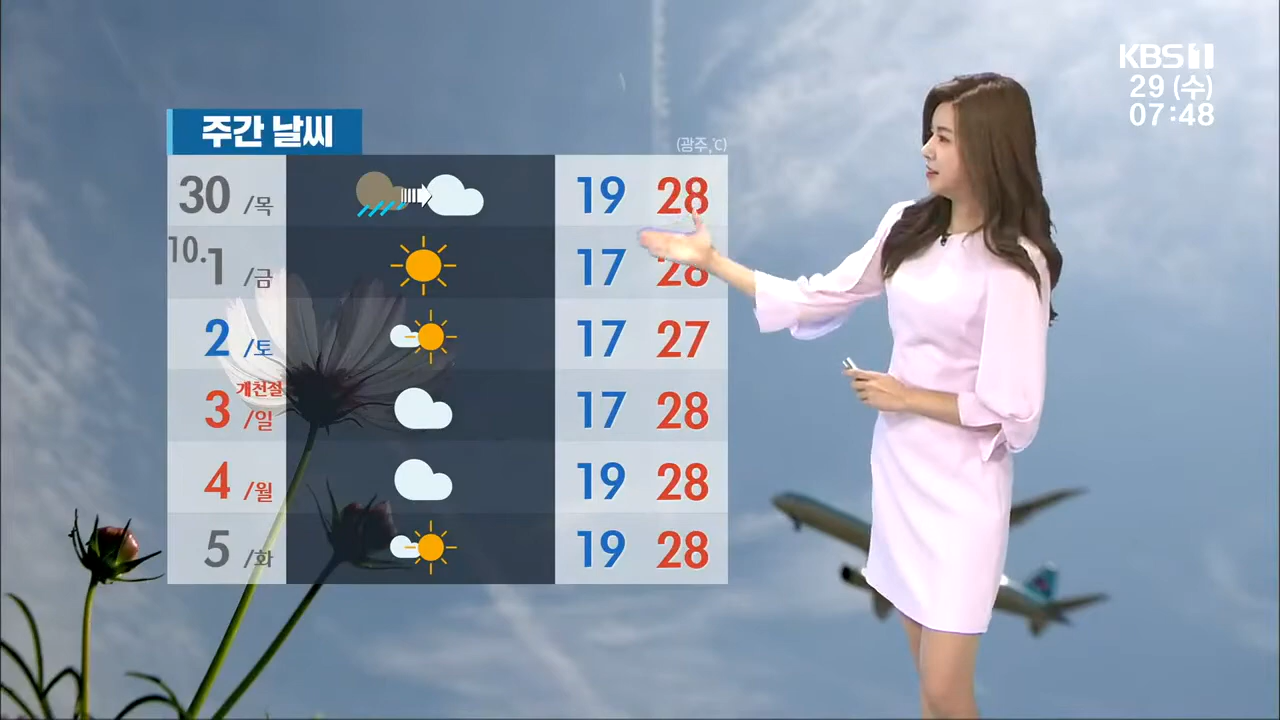 KBS 1
29 (수)
07:48
주간 날씨
(광주,℃)
30 /목 19 28
10.1 /금 17 28
2 /토 17 27
개천절
3 /일 17 28
4 /월 19 28
5 /화 19 28